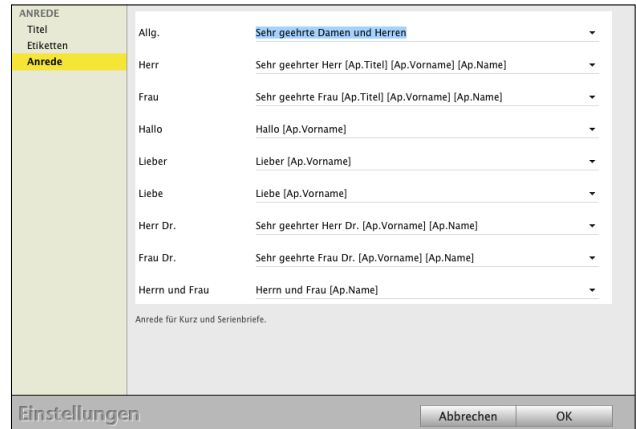 ANREDE
Titel
Etiketten
Anrede
Allg. Sehr geehrte Damen und Herren
Herr Sehr geehrter Herr [Ap.Titel] [Ap.Vorname] [Ap.Name]
Frau Sehr geehrte Frau [Ap.Titel] [Ap.Vorname] [Ap.Name]
Hallo Hallo [Ap.Vorname]
Lieber Lieber [Ap.Vorname]
Liebe Liebe [Ap.Vorname]
Herr Dr. Sehr geehrter Herr Dr. [Ap.Vorname] [Ap.Name]
Frau Dr. Sehr geehrte Frau Dr. [Ap.Vorname] [Ap.Name]
Herrn und Frau Herrn und Frau [Ap.Name]
Anrede für Kurz und Serienbriefe.
Einstellungen Abbrechen OK